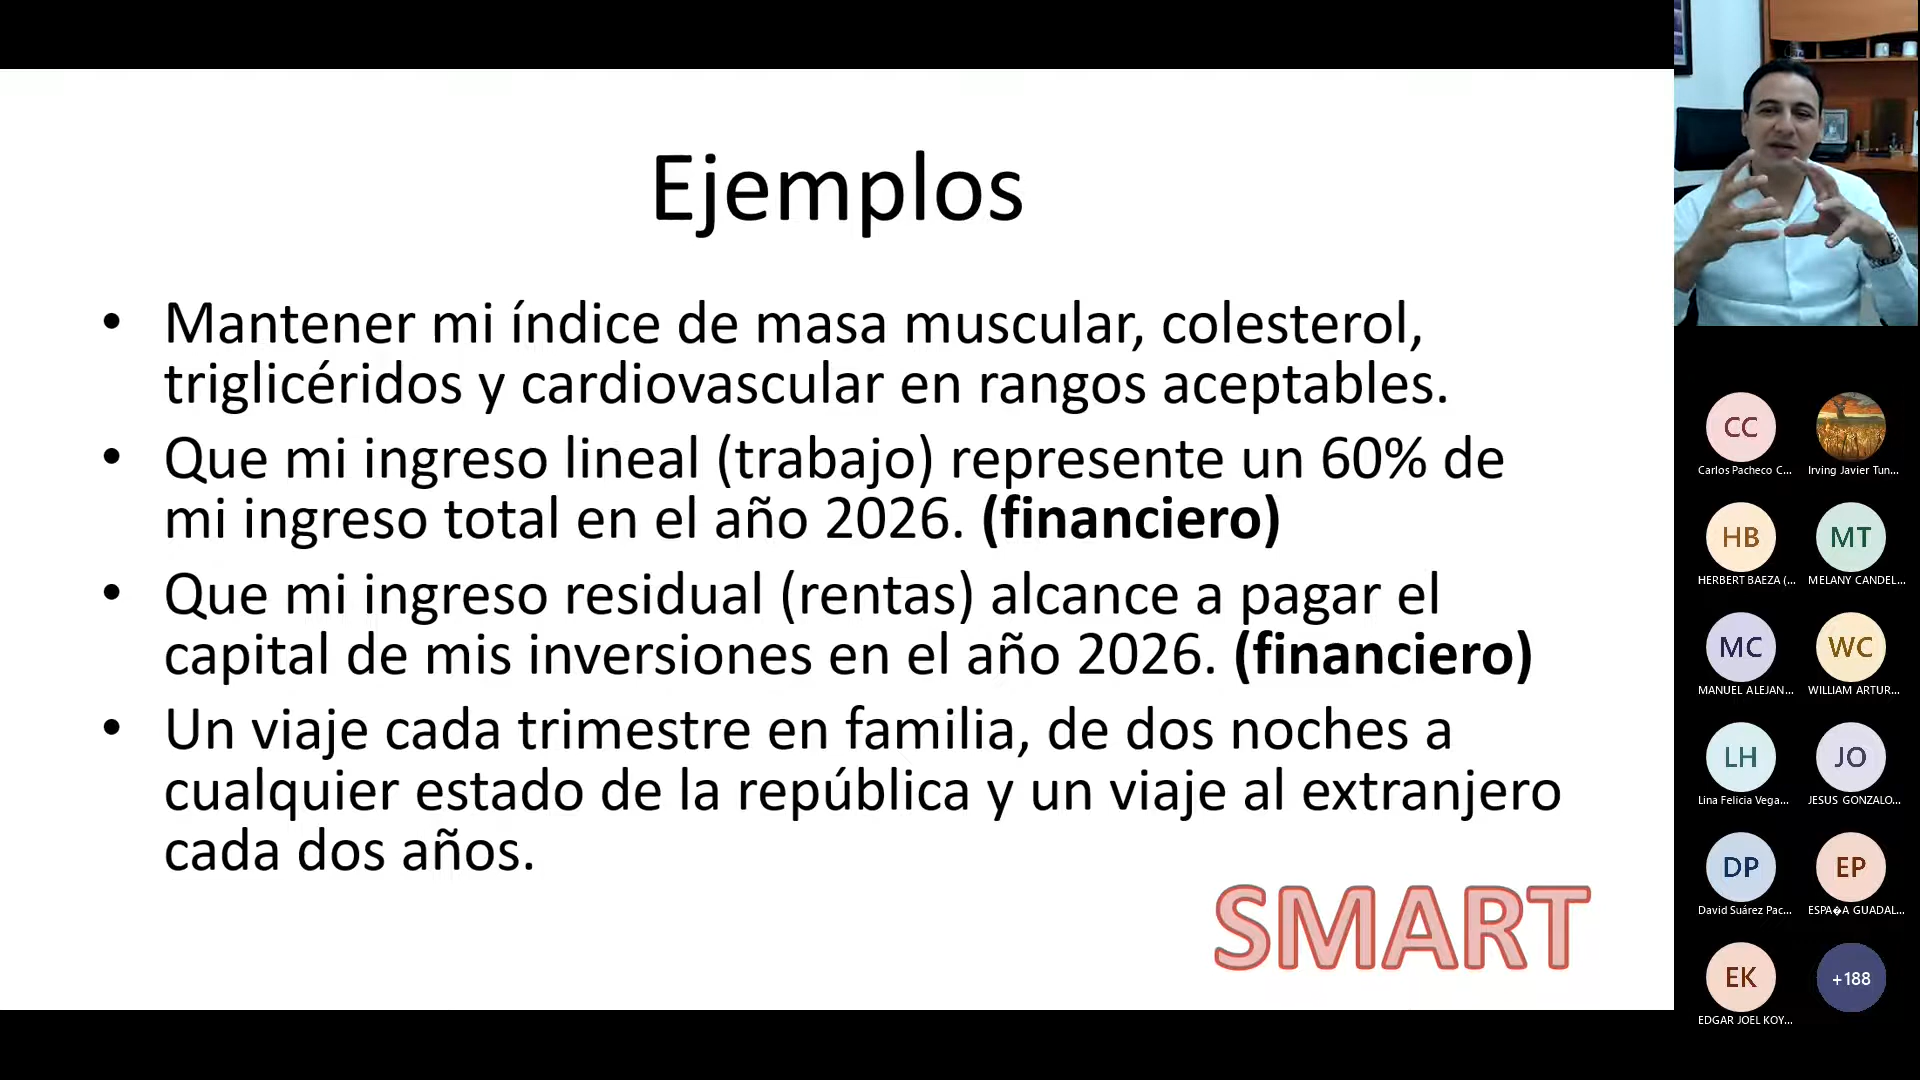 Ejemplos
• Mantener mi índice de masa muscular, colesterol,
triglicéridos y cardiovascular en rangos aceptables.
• Que mi ingreso lineal (trabajo) represente un 60% de
mi ingreso total en el año 2026. (financiero)
• Que mi ingreso residual (rentas) alcance a pagar el
capital de mis inversiones en el año 2026. (financiero)
• Un viaje cada trimestre en familia, de dos noches a
cualquier estado de la república y un viaje al extranjero
cada dos años.
SMART
CC
Carlos Pacheco C...
Irving Javier Tun...
HB
HERBERT BAEZA (...
MT
MELANY CANDEL...
MC
MANUEL ALEJAN...
WC
WILLIAM ARTUR...
LH
Lina Felicia Vega...
JO
JESUS GONZALO...
DP
David Suárez Pac...
EP
ESPA�A GUADAL...
EK
EDGAR JOEL KOY...
+188